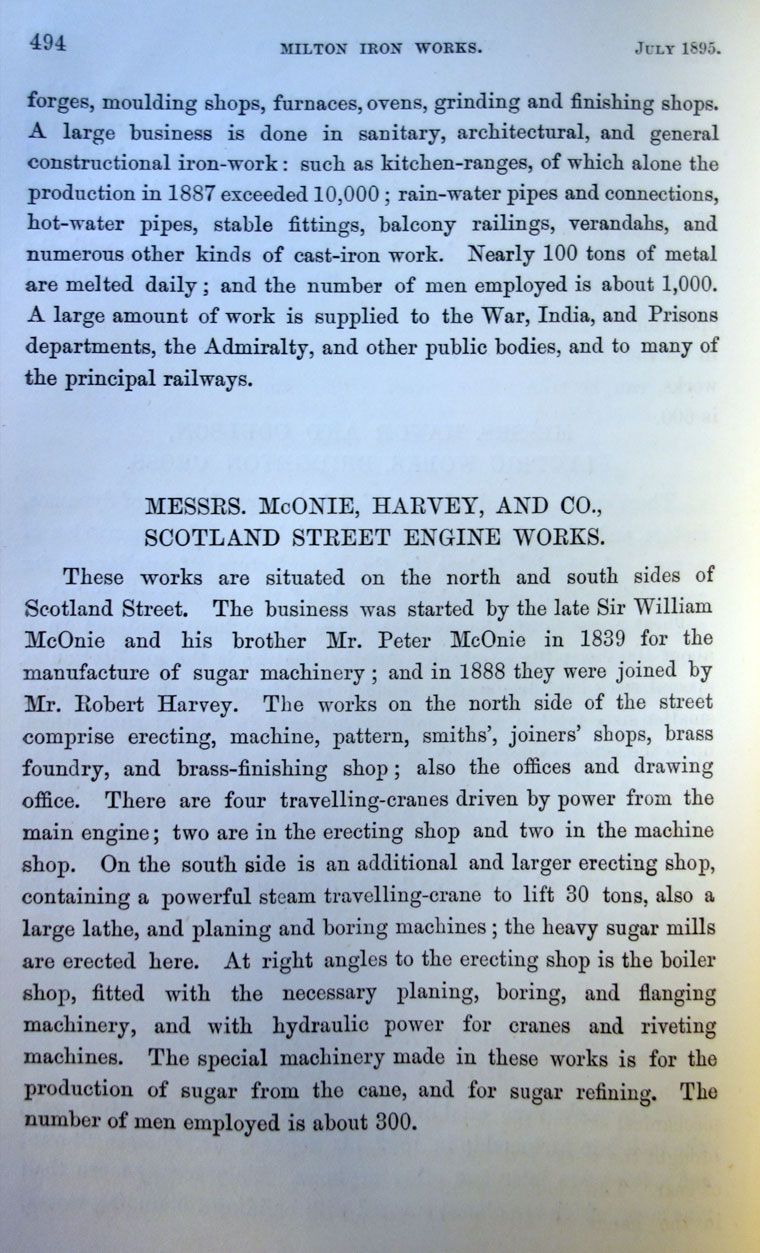 494 MILTON IRON WORKS. JULY 1895.
forges, moulding shops, furnaces, ovens, grinding and finishing shops.
A large business is done in sanitary, architectural, and general
constructional iron-work: such as kitchen-ranges, of which alone the
production in 1887 exceeded 10,000; rain-water pipes and connections,
hot-water pipes, stable fittings, balcony railings, verandahs, and
numerous other kinds of cast-iron work. Nearly 100 tons of metal
are melted daily; and the number of men employed is about 1,000.
A large amount of work is supplied to the War, India, and Prisons
departments, the Admiralty, and other public bodies, and to many of
the principal railways.
MESSRS. McONIE, HARVEY, AND CO.,
SCOTLAND STREET ENGINE WORKS.
These works are situated on the north and south sides of
Scotland Street. The business was started by the late Sir William
McOnie and his brother Mr. Peter McOnie in 1839 for the
manufacture of sugar machinery; and in 1888 they were joined by
Mr. Robert Harvey. The works on the north side of the street
comprise erecting, machine, pattern, smiths', joiners' shops, brass
foundry, and brass-finishing shop; also the offices and drawing
office. There are four travelling-cranes driven by power from the
main engine; two are in the erecting shop and two in the machine
shop. On the south side is an additional and larger erecting shop,
containing a powerful steam travelling-crane to lift 30 tons, also a
large lathe, and planing and boring machines; the heavy sugar mills
are erected here. At right angles to the erecting shop is the boiler
shop, fitted with the necessary planing, boring, and flanging
machinery, and with hydraulic power for cranes and riveting
machines. The special machinery made in these works is for the
production of sugar from the cane, and for sugar refining. The
number of men employed is about 300.